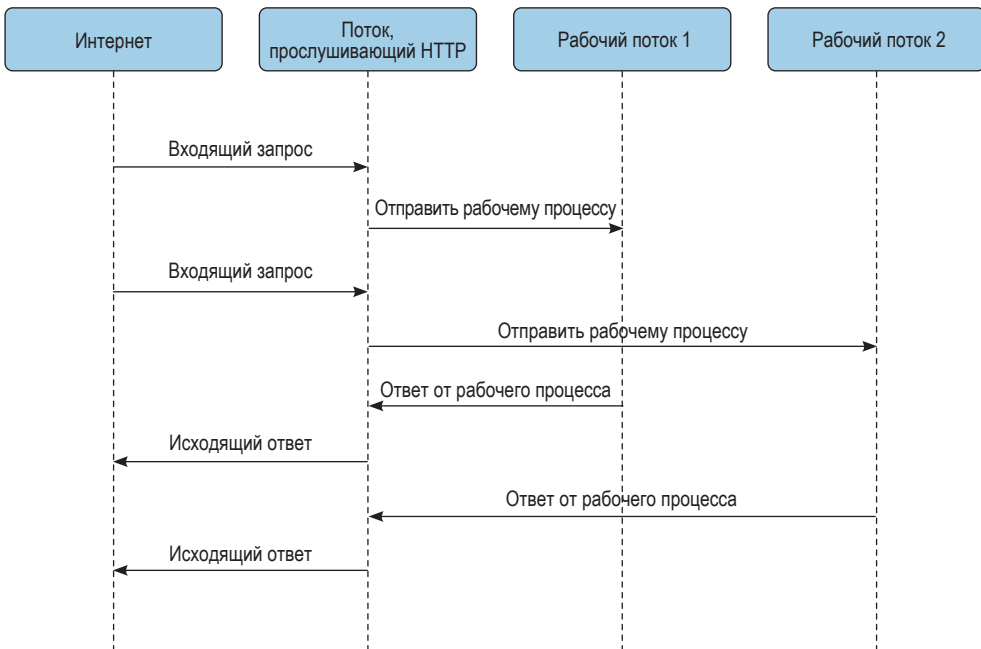 Интернет
Поток,
прослушивающий HTTP
Рабочий поток 1
Рабочий поток 2
Входящий запрос
Отправить рабочему процессу
Входящий запрос
Отправить рабочему процессу
Ответ от рабочего процесса
Исходящий ответ
Ответ от рабочего процесса
Исходящий ответ